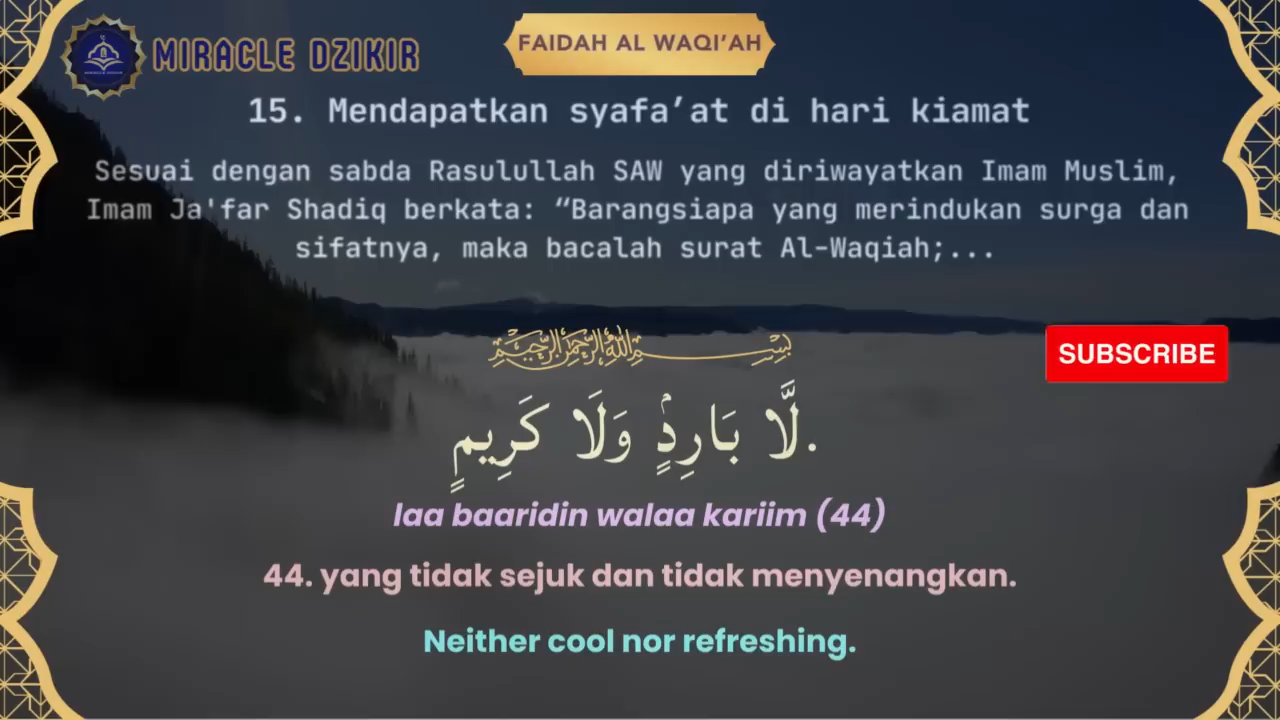 MIRACLE DZIKIR
FAIDAH AL WAQI’AH
15. Mendapatkan syafa’at di hari kiamat
Sesuai dengan sabda Rasulullah SAW yang diriwayatkan Imam Muslim,
Imam Ja'far Shadiq berkata: “Barangsiapa yang merindukan surga dan
sifatnya, maka bacalah surat Al-Waqiah;...
بِسْمِ اللهِ الرَّحْمٰنِ الرَّحِيْمِ
SUBSCRIBE
لَّا بَارِدٍۢ وَلَا كَرِيمٍ.
laa baaridin walaa kariim (44)
44. yang tidak sejuk dan tidak menyenangkan.
Neither cool nor refreshing.